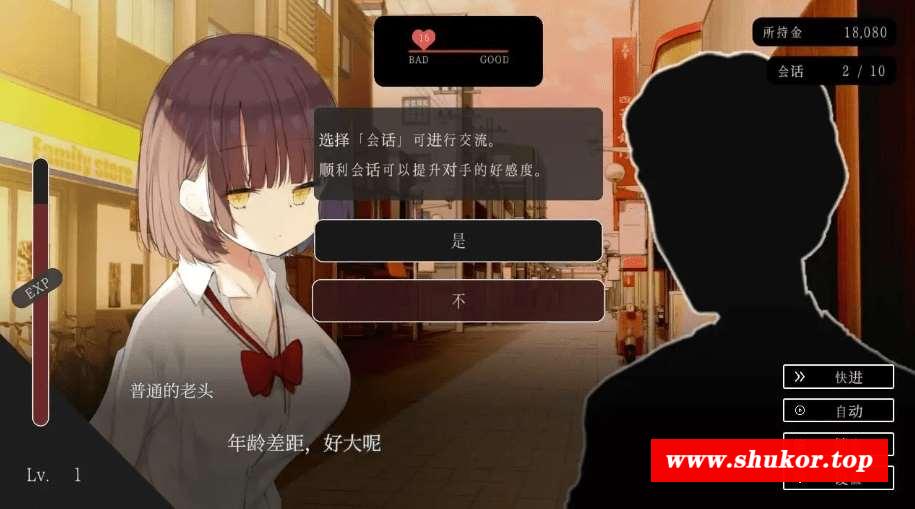 16
BAD GOOD
所持金 18,080
会话 2 / 10
Family store
选择「会话」可进行交流。
顺利会话可以提升对手的好感度。
是
不
EXP
普通的老头
年龄差距，好大呢
快进
自动
www.shukor.top
Lv. 1